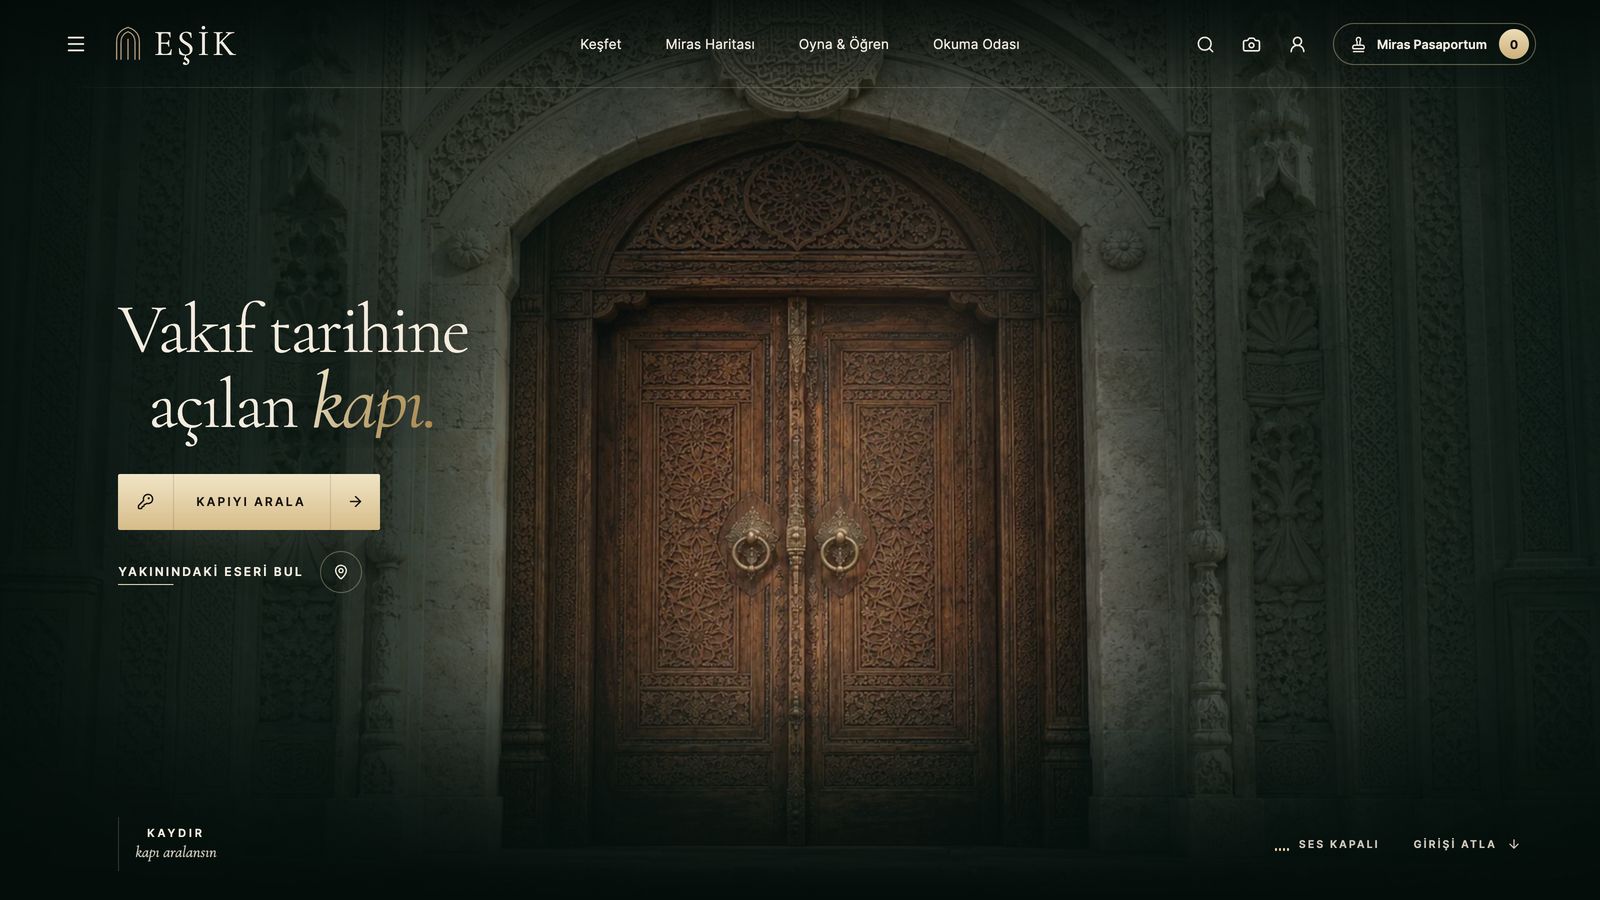 EŞİK
Keşfet
Miras Haritası
Oyna & Öğren
Okuma Odası
Miras Pasaportum
0
Vakıf tarihine
açılan kapı.
KAPIYI ARALA
YAKININDAKİ ESERİ BUL
KAYDIR
kapı aralansın
SES KAPALI
GİRİŞİ ATLA